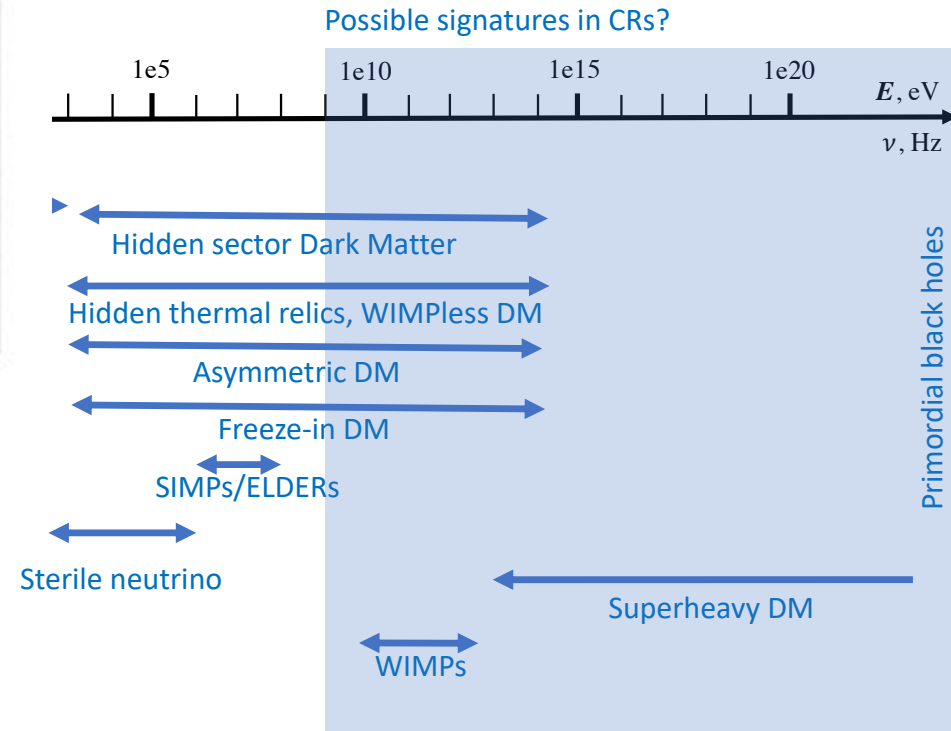 Possible signatures in CRs?
1e5 1e10 1e15 1e20
E, eV
ν, Hz
Hidden sector Dark Matter
Hidden thermal relics, WIMPless DM
Asymmetric DM
Freeze-in DM
SIMPs/ELDERs
Sterile neutrino
Superheavy DM
WIMPs
Primordial black holes